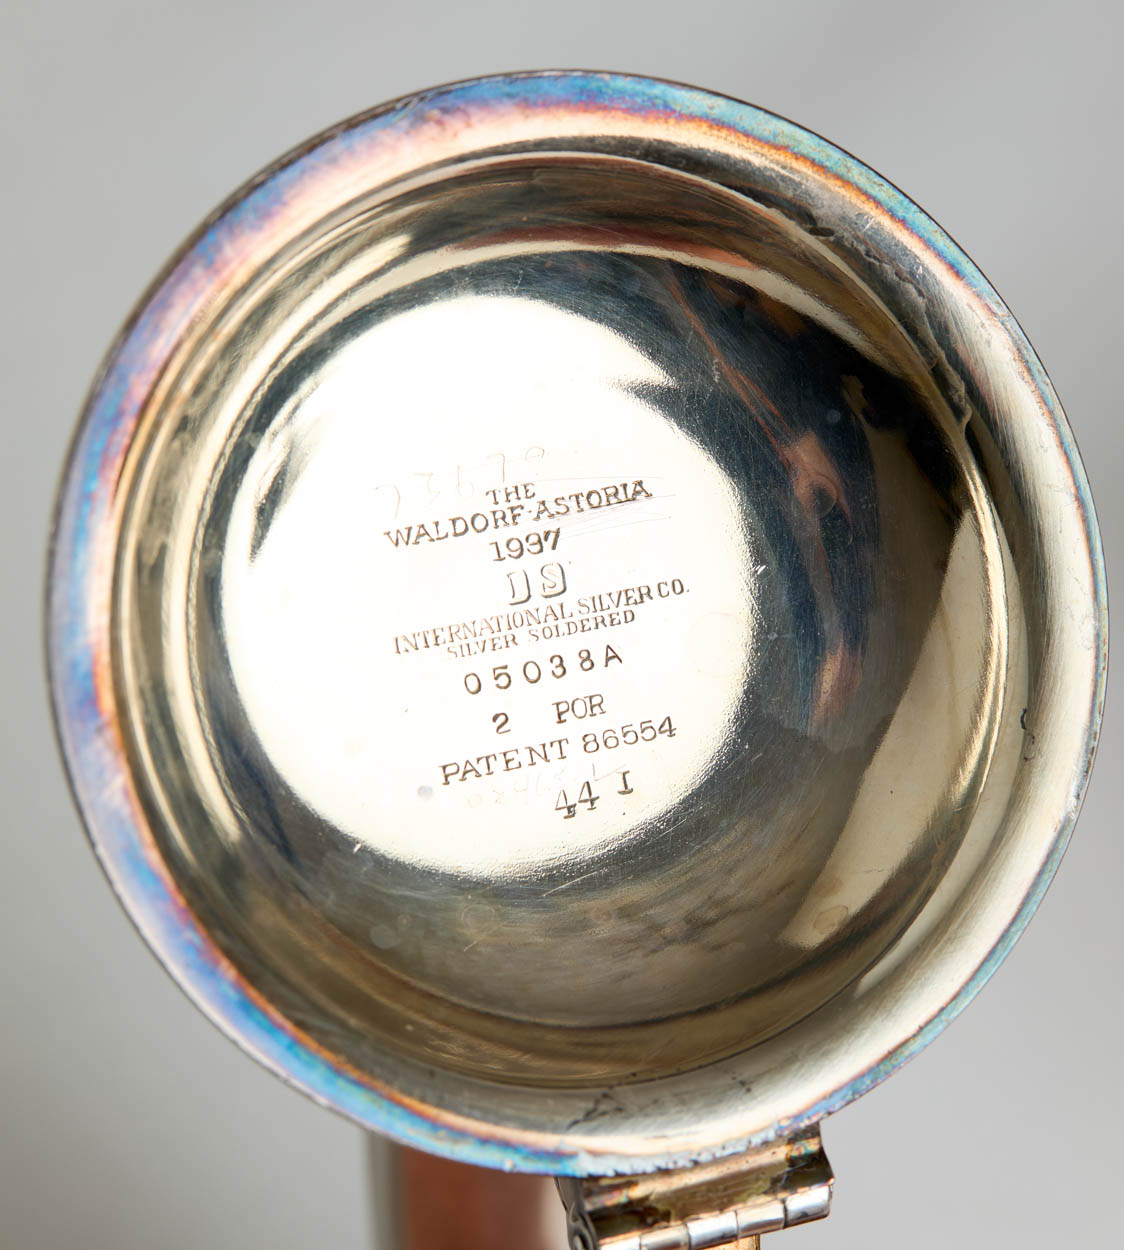 THE
WALDORF-ASTORIA
1937
IS
INTERNATIONAL SILVER CO.
SILVER SOLDERED
05038A
2 POR
PATENT 86554
44 I